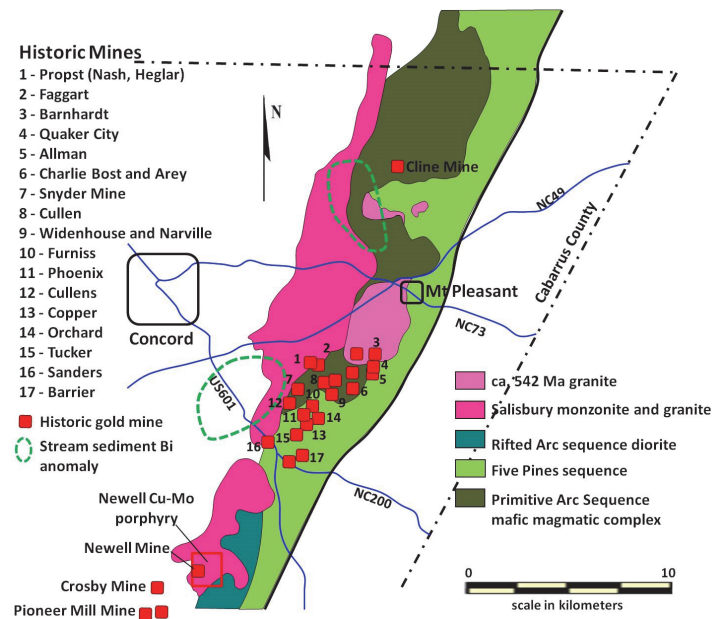 Historic Mines
1 - Propst (Nash, Heglar)
2 - Faggart
3 - Barnhardt
4 - Quaker City
5 - Allman
6 - Charlie Bost and Arey
7 - Snyder Mine
8 - Cullen
9 - Widenhouse and Narville
10 - Furniss
11 - Phoenix
12 - Cullens
13 - Copper
14 - Orchard
15 - Tucker
16 - Sanders
17 - Barrier
Historic gold mine
Stream sediment Bi
anomaly
N
Cline Mine
NC49
Cabarrus County
Mt Pleasant
NC73
Concord
US601
1
2
3
4
5
6
7
8
9
10
11
12
13
14
15
16
17
NC200
Newell Cu-Mo
porphyry
Newell Mine
Crosby Mine
Pioneer Mill Mine
ca. 542 Ma granite
Salisbury monzonite and granite
Rifted Arc sequence diorite
Five Pines sequence
Primitive Arc Sequence
mafic magmatic complex
0 10
scale in kilometers